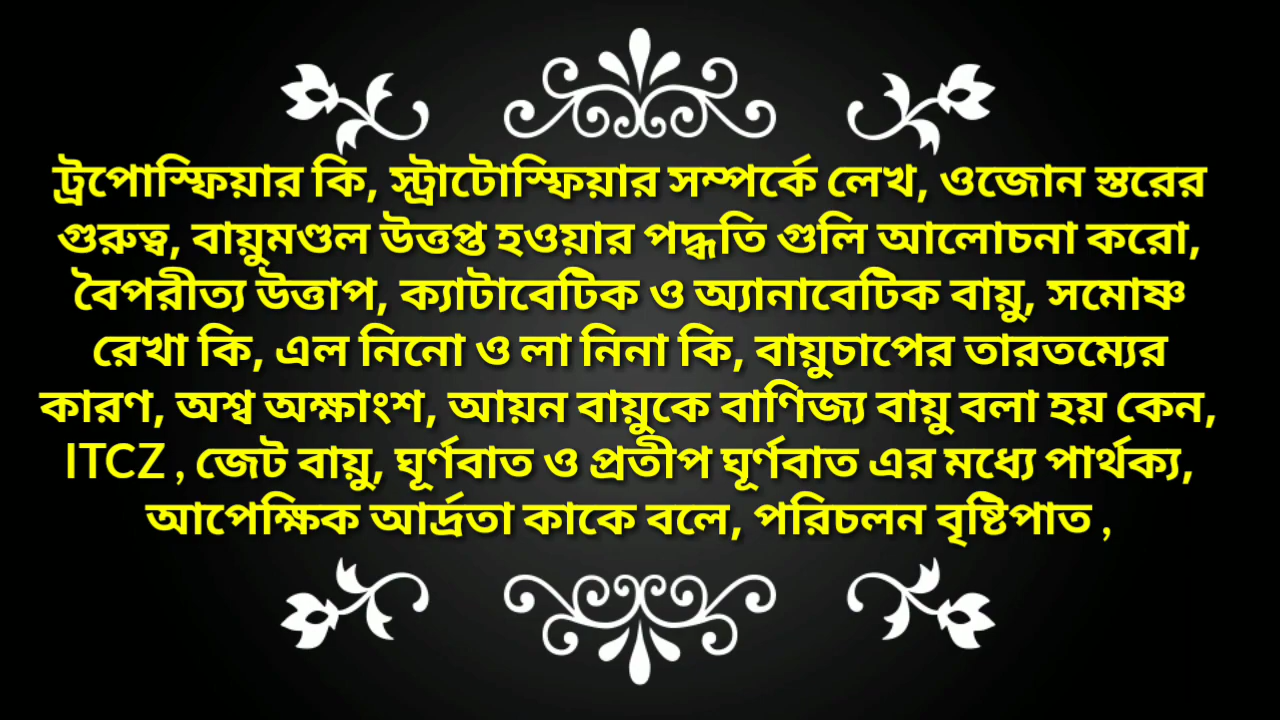 ট্রপোস্ফিয়ার কি, স্ট্রাটোস্ফিয়ার সম্পর্কে লেখ, ওজোন স্তরের
গুরুত্ব, বায়ুমণ্ডল উত্তপ্ত হওয়ার পদ্ধতি গুলি আলোচনা করো,
বৈপরীত্য উত্তাপ, ক্যাটাবেটিক ও অ্যানাবেটিক বায়ু, সমোষ্ণ
রেখা কি, এল নিনো ও লা নিনা কি, বায়ুচাপের তারতম্যের
কারণ, অশ্ব অক্ষাংশ, আয়ন বায়ুকে বাণিজ্য বায়ু বলা হয় কেন,
ITCZ , জেট বায়ু, ঘূর্ণবাত ও প্রতীপ ঘূর্ণবাত এর মধ্যে পার্থক্য,
আপেক্ষিক আর্দ্রতা কাকে বলে, পরিচলন বৃষ্টিপাত ,